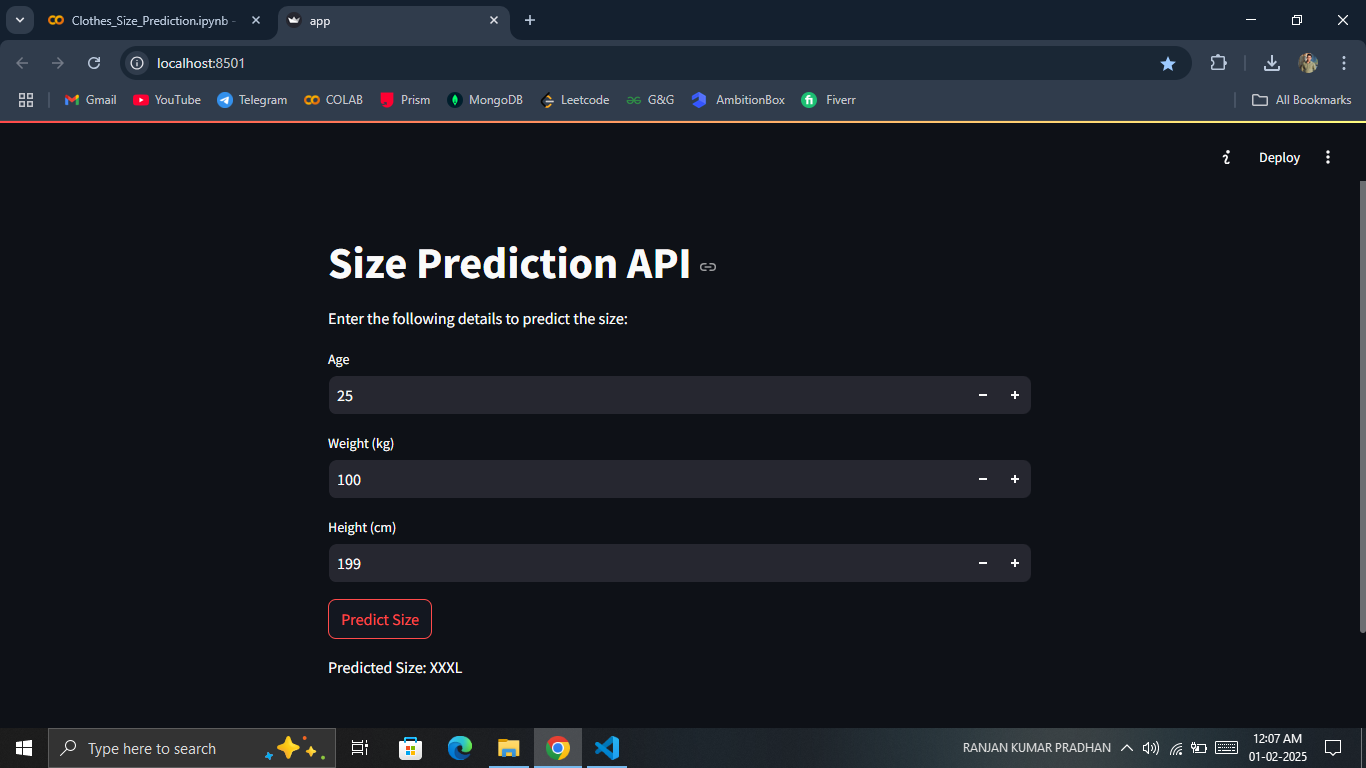 Clothes_Size_Prediction.ipynb -
app
localhost:8501
Gmail
YouTube
Telegram
COLAB
Prism
MongoDB
Leetcode
G&G
AmbitionBox
Fiverr
All Bookmarks
Deploy
Size Prediction API
Enter the following details to predict the size:
Age
25
Weight (kg)
100
Height (cm)
199
Predict Size
Predicted Size: XXXL
Type here to search
RANJAN KUMAR PRADHAN
12:07 AM
01-02-2025